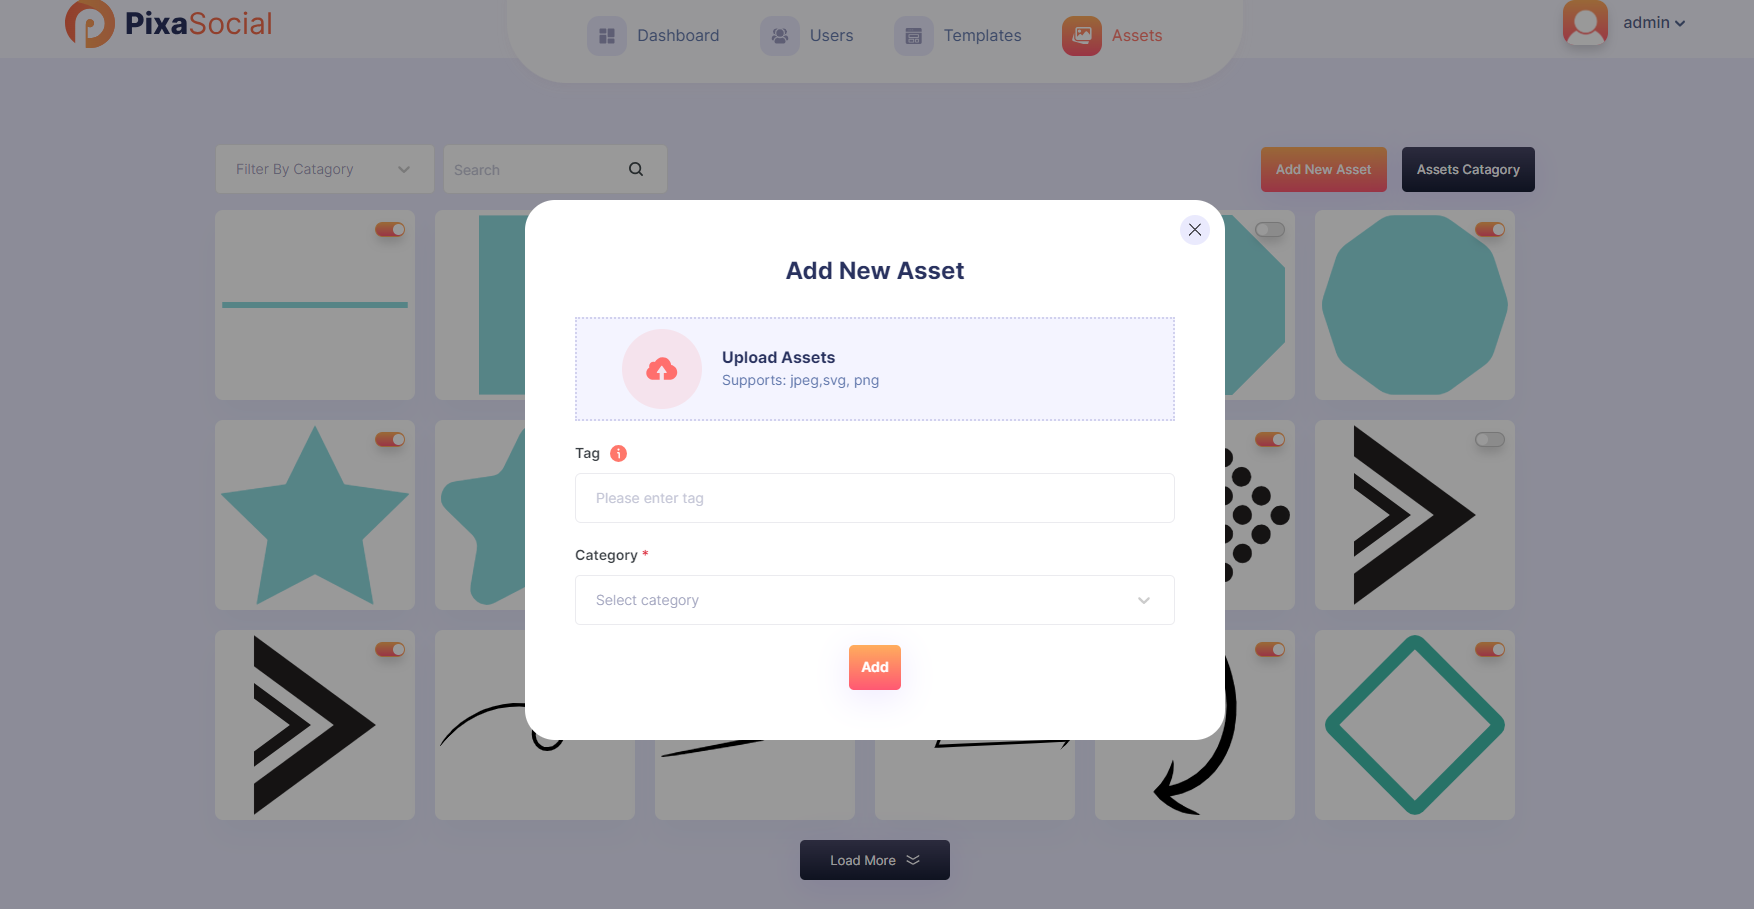 PixaSocial
Dashboard
Users
Templates
Assets
admin
Filter By Catagory
Search
Add New Asset
Assets Catagory
Add New Asset
Upload Assets
Supports: jpeg,svg, png
Tag
Please enter tag
Category *
Select category
Add
Load More